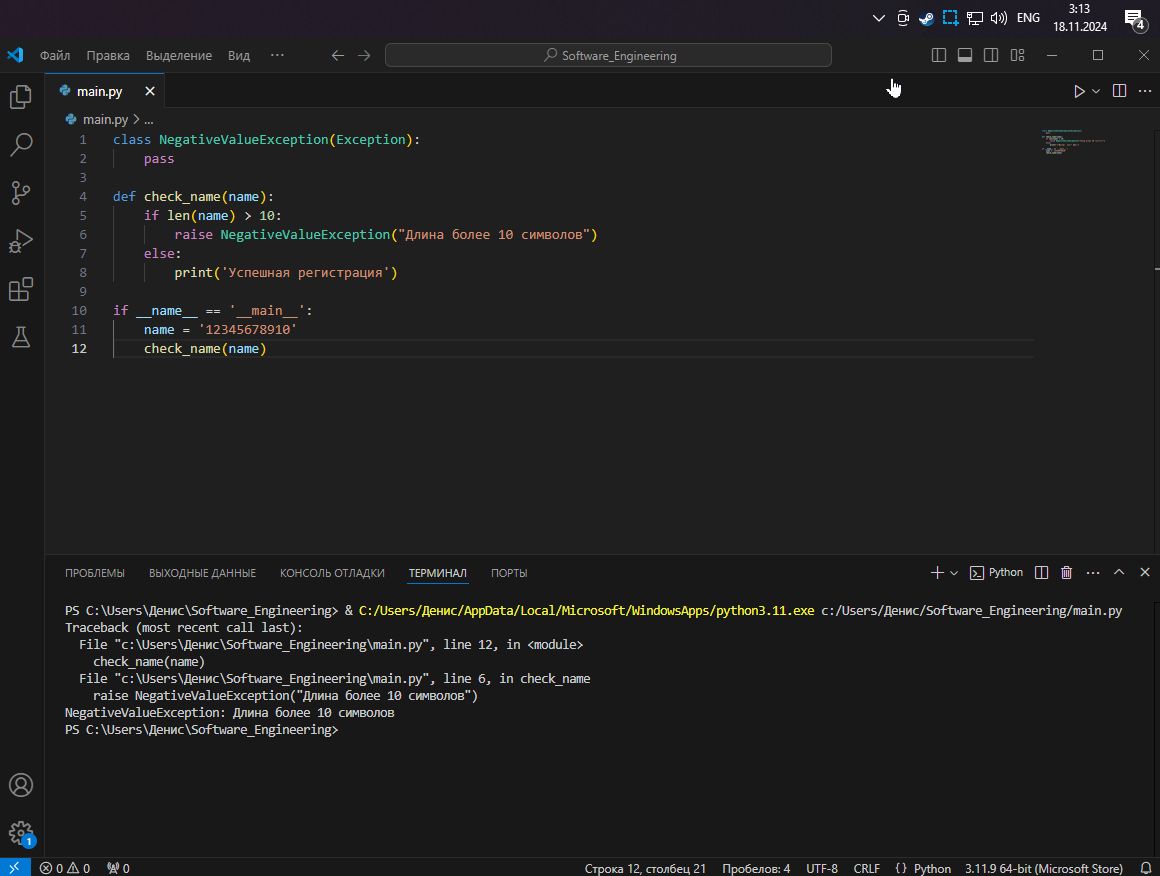 3:13
ENG
18.11.2024
4
Файл Правка Выделение Вид ···
Software_Engineering
main.py
main.py > ...
1 class NegativeValueException(Exception):
2 pass
3
4 def check_name(name):
5 if len(name) > 10:
6 raise NegativeValueException("Длина более 10 символов")
7 else:
8 print('Успешная регистрация')
9
10 if __name__ == '__main__':
11 name = '12345678910'
12 check_name(name)
ПРОБЛЕМЫ ВЫХОДНЫЕ ДАННЫЕ КОНСОЛЬ ОТЛАДКИ ТЕРМИНАЛ ПОРТЫ
Python
PS C:\Users\Денис\Software_Engineering> & C:/Users/Денис/AppData/Local/Microsoft/WindowsApps/python3.11.exe c:/Users/Денис/Software_Engineering/main.py
Traceback (most recent call last):
File "c:\Users\Денис\Software_Engineering\main.py", line 12, in <module>
check_name(name)
File "c:\Users\Денис\Software_Engineering\main.py", line 6, in check_name
raise NegativeValueException("Длина более 10 символов")
NegativeValueException: Длина более 10 символов
PS C:\Users\Денис\Software_Engineering>
1
0 0 0 Строка 12, столбец 21 Пробелов: 4 UTF-8 CRLF {} Python 3.11.9 64-bit (Microsoft Store)